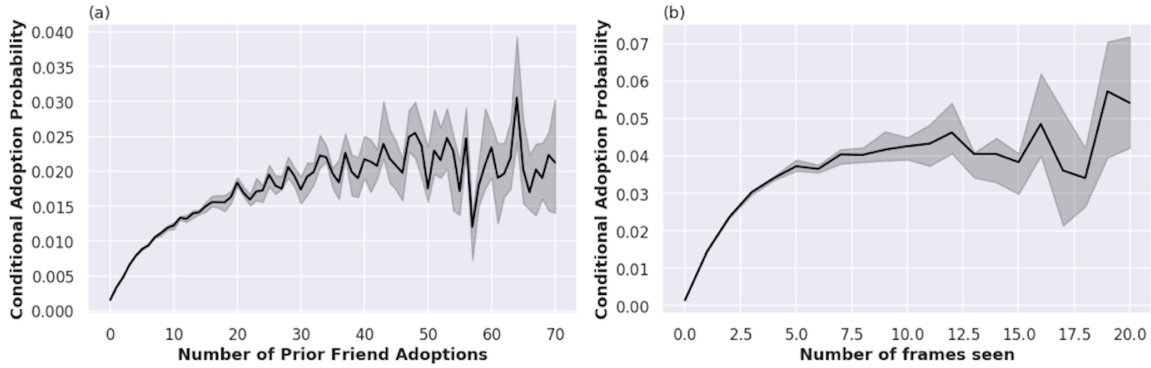 (a)
Conditional Adoption Probability
0.040
0.035
0.030
0.025
0.020
0.015
0.010
0.005
0.000
0 10 20 30 40 50 60 70
Number of Prior Friend Adoptions
(b)
Conditional Adoption Probability
0.07
0.06
0.05
0.04
0.03
0.02
0.01
0.00
0.0 2.5 5.0 7.5 10.0 12.5 15.0 17.5 20.0
Number of frames seen